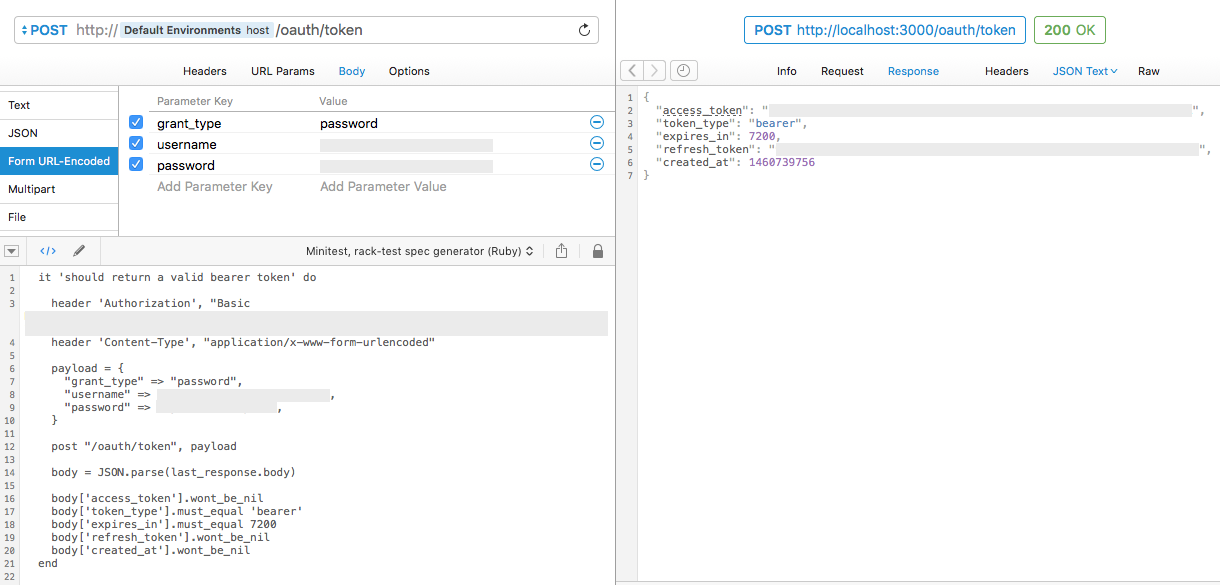 POST http:// Default Environments host /oauth/token
Headers URL Params Body Options
Text
JSON
Form URL-Encoded
Multipart
File
Parameter Key Value
grant_type password
username
password
Add Parameter Key Add Parameter Value
Minitest, rack-test spec generator (Ruby)
1 it 'should return a valid bearer token' do
2
3 header 'Authorization', "Basic
4 header 'Content-Type', "application/x-www-form-urlencoded"
5
6 payload = {
7 "grant_type" => "password",
8 "username" => ,
9 "password" => ,
10 }
11
12 post "/oauth/token", payload
13
14 body = JSON.parse(last_response.body)
15
16 body['access_token'].wont_be_nil
17 body['token_type'].must_equal 'bearer'
18 body['expires_in'].must_equal 7200
19 body['refresh_token'].wont_be_nil
20 body['created_at'].wont_be_nil
21 end
22
POST http://localhost:3000/oauth/token 200 OK
Info Request Response Headers JSON Text Raw
1 {
2 "access_token": " ",
3 "token_type": "bearer",
4 "expires_in": 7200,
5 "refresh_token": " ",
6 "created_at": 1460739756
7 }